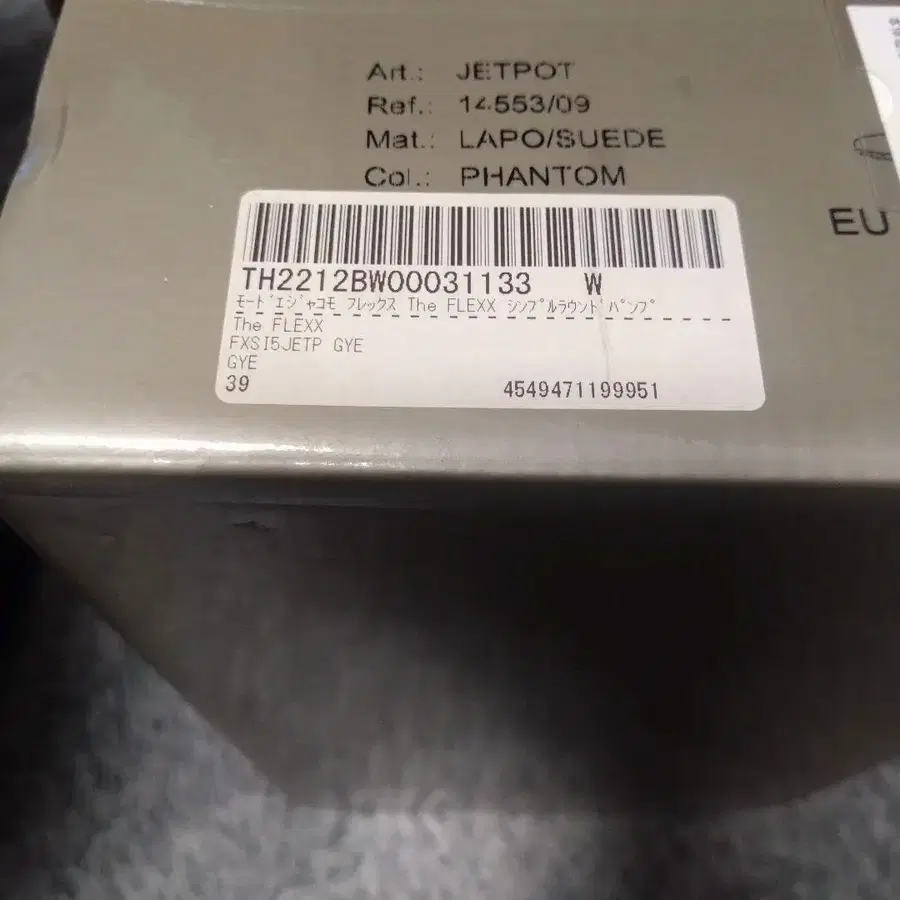 Art.: JETPOT
Ref.: 14553/09
Mat.: LAPO/SUEDE
Col.: PHANTOM
EU
TH2212BW00031133 W
モードエジャコモ フレックス The FLEXX シンプルラウンドパンプ
The FLEXX
FXSI5JETP GYE
GYE
39 4549471199951